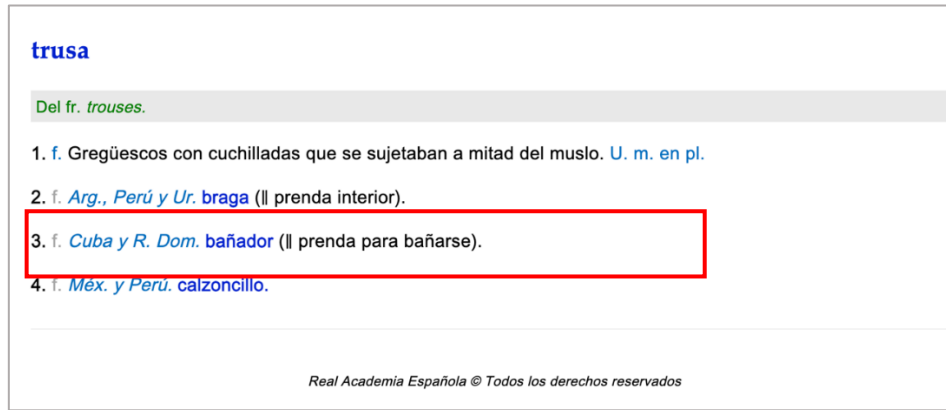 trusa
Del fr. trouses.
1. f. Gregüescos con cuchilladas que se sujetaban a mitad del muslo. U. m. en pl.
2. f. Arg., Perú y Ur. braga (‖ prenda interior).
3. f. Cuba y R. Dom. bañador (‖ prenda para bañarse).
4. f. Méx. y Perú. calzoncillo.
Real Academia Española © Todos los derechos reservados